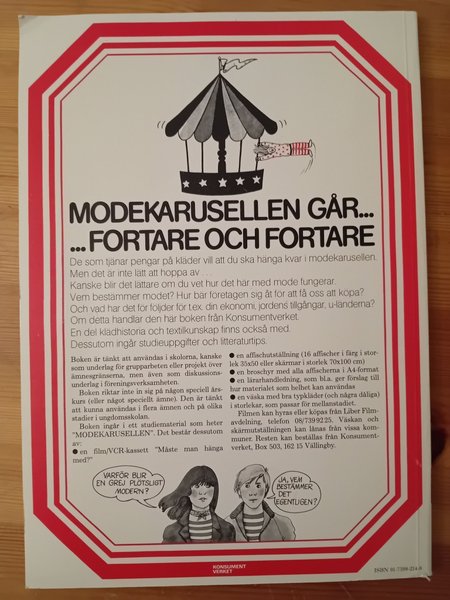 MODEKARUSELLEN GÅR...
... FORTARE OCH FORTARE
De som tjänar pengar på kläder vill att du ska hänga kvar i modekarusellen.
Men det är inte lätt att hoppa av ...
Kanske blir det lättare om du vet hur det här med mode fungerar.
Vem bestämmer modet? Hur bär företagen sig åt för att få oss att köpa?
Och vad har det för följder för t.ex. din ekonomi, jordens tillgångar, u-länderna?
Om detta handlar den här boken från Konsumentverket.
En del klädhistoria och textilkunskap finns också med.
Dessutom ingår studieuppgifter och litteraturtips.
Boken är tänkt att användas i skolorna, kanske
som underlag för grupparbeten eller projekt över
ämnesgränserna, men även som diskussions-
underlag i föreningsverksamheten.
Boken riktar inte in sig på något speciell års-
kurs (eller något speciellt ämne). Den är tänkt
att kunna användas i flera ämnen och på olika
stadier i ungdomsskolan.
Boken ingår i ett studiematerial som heter
"MODEKARUSELLEN". Det består dessutom
av:
● en film/VCR-kassett "Måste man hänga
med?"
● en affischutställning (16 affischer i färg i stor-
lek 35x50 eller skärmar i storlek 70x100 cm)
● en broschyr med alla affischerna i A4-format
● en lärarhandledning, som bl.a. ger förslag till
hur materialet som helhet kan användas
● en väska med bra typkläder (och några dåliga)
i storlekar, som passar för mellanstadiet.
Filmen kan hyras eller köpas från Liber Film-
avdelning, telefon 08/739 92 25. Väskan och
skärmutställningen kan lånas från vissa kom-
muner. Resten kan beställas från Konsument-
verket, Box 503, 162 15 Vällingby.
VARFÖR BLIR
EN GREJ PLÖTSLIGT
MODERN?
JA, VEM
BESTÄMMER
DET
EGENTLIGEN?
KONSUMENT
VERKET